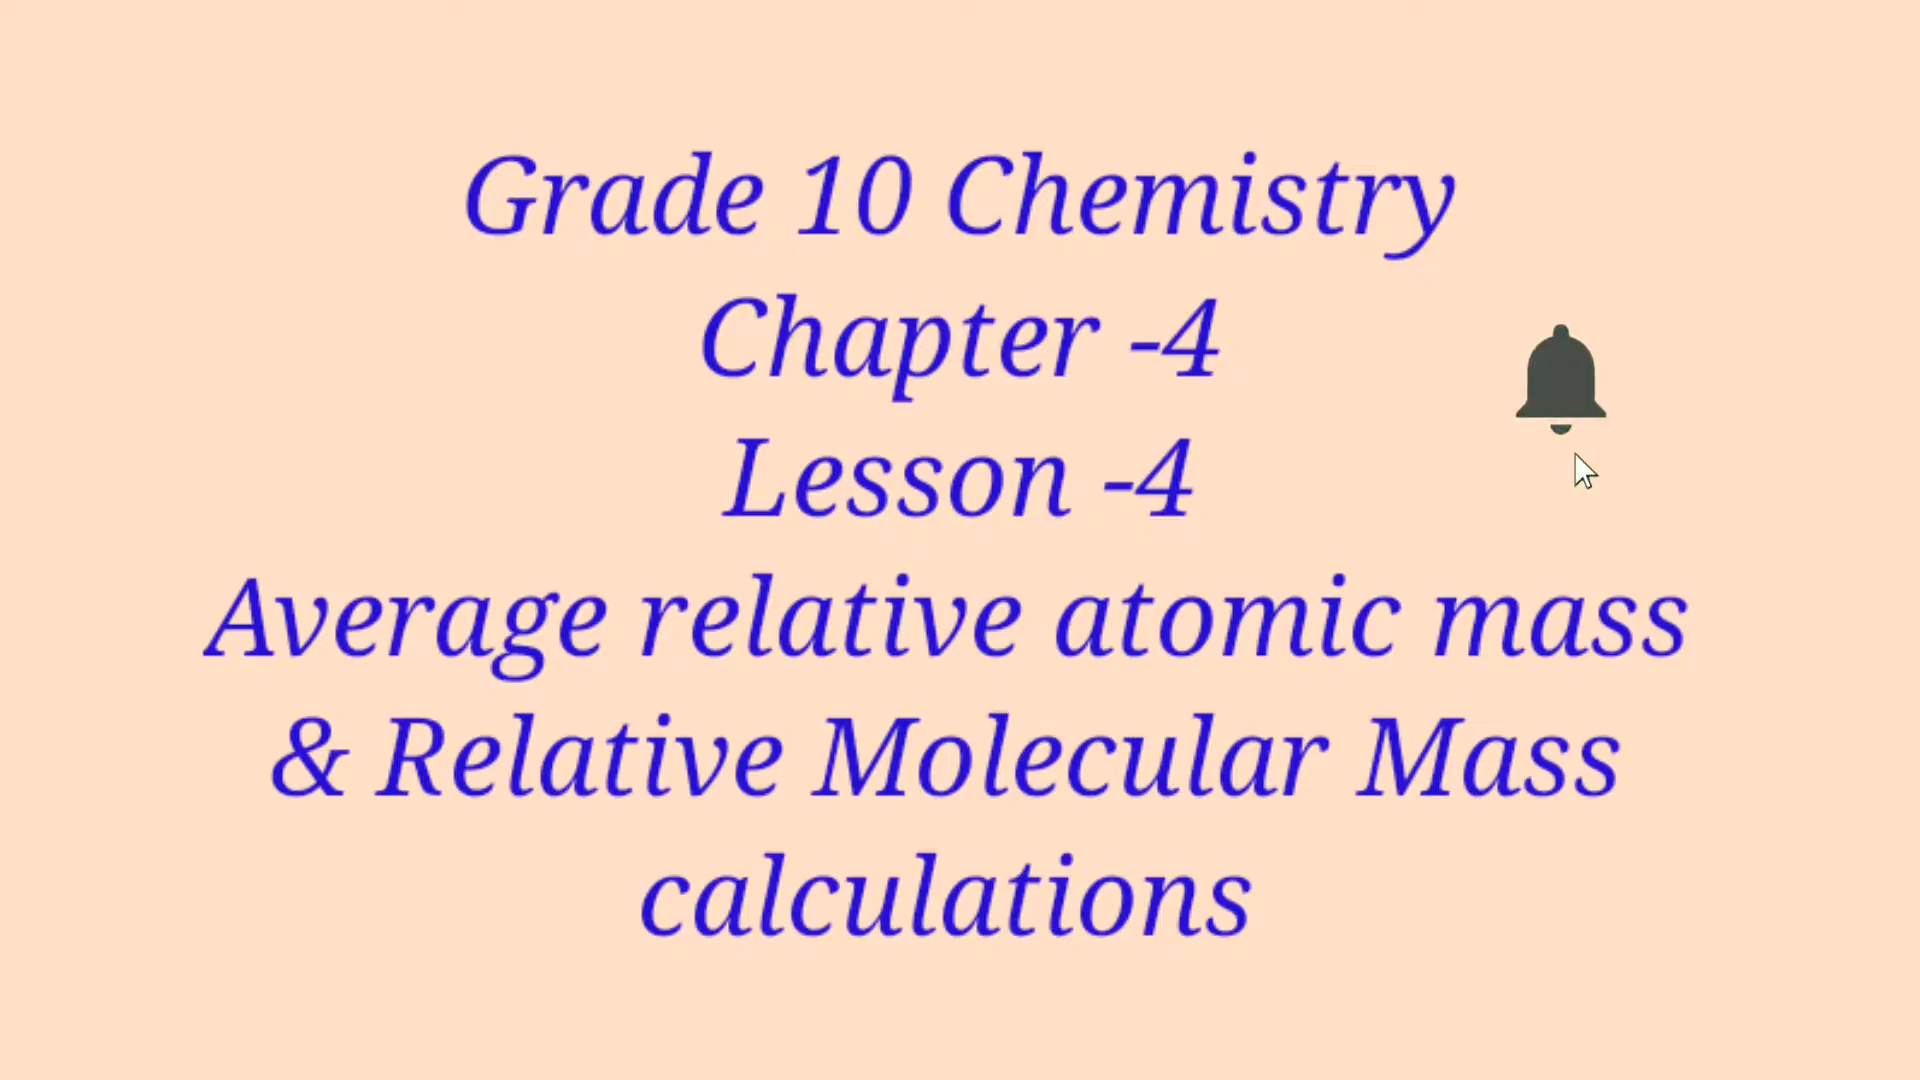 Grade 10 Chemistry
Chapter -4
Lesson -4
Average relative atomic mass
& Relative Molecular Mass
calculations